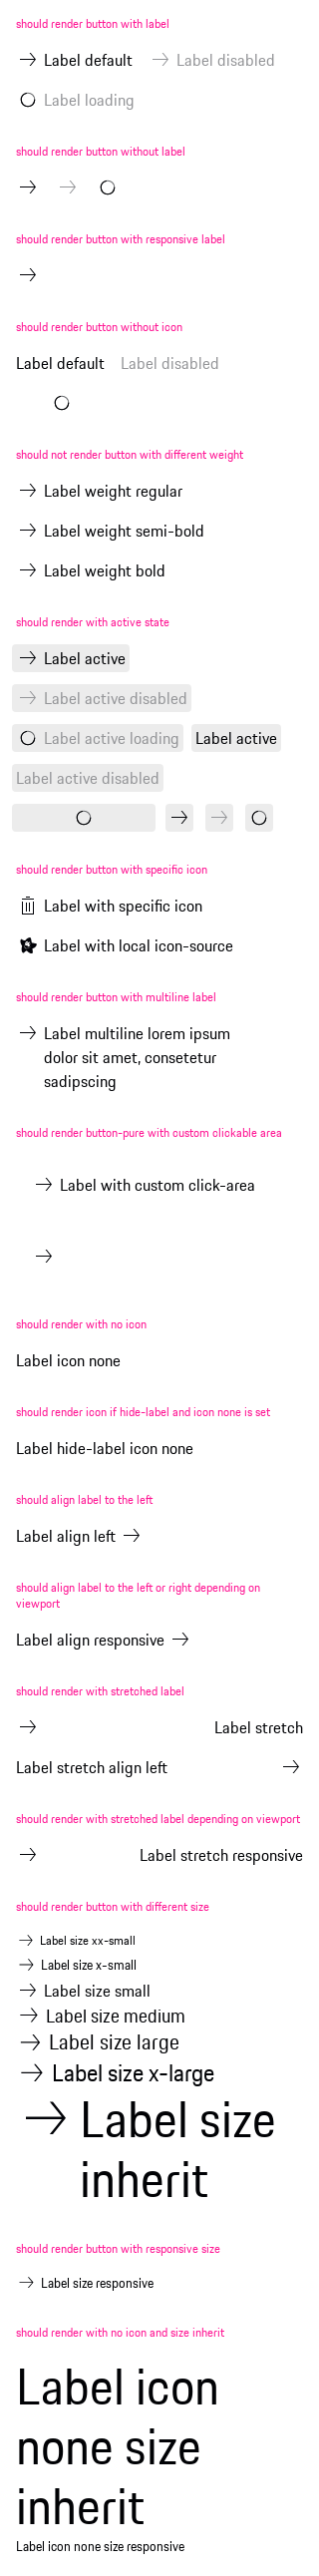 should render button with label
Label default Label disabled
Label loading
should render button without label
should render button with responsive label
should render button without icon
Label default Label disabled
should not render button with different weight
Label weight regular
Label weight semi-bold
Label weight bold
should render with active state
Label active
Label active disabled
Label active loading Label active
Label active disabled
should render button with specific icon
Label with specific icon
Label with local icon-source
should render button with multiline label
Label multiline lorem ipsum
dolor sit amet, consetetur
sadipscing
should render button-pure with custom clickable area
Label with custom click-area
should render with no icon
Label icon none
should render icon if hide-label and icon none is set
Label hide-label icon none
should align label to the left
Label align left
should align label to the left or right depending on
viewport
Label align responsive
should render with stretched label
Label stretch
Label stretch align left
should render with stretched label depending on viewport
Label stretch responsive
should render button with different size
Label size xx-small
Label size x-small
Label size small
Label size medium
Label size large
Label size x-large
Label size
inherit
should render button with responsive size
Label size responsive
should render with no icon and size inherit
Label icon
none size
inherit
Label icon none size responsive